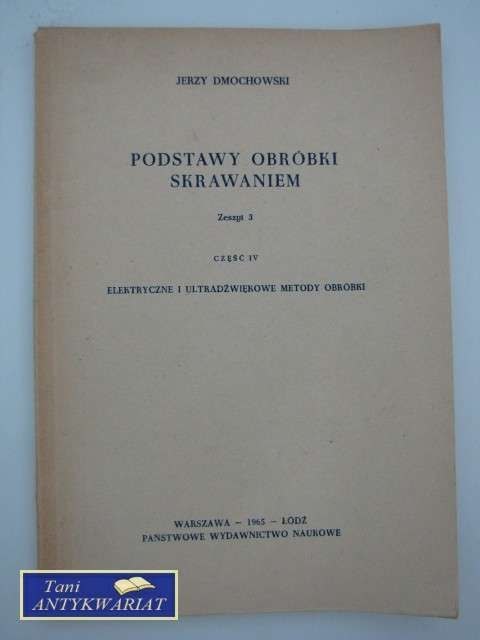 JERZY DMOCHOWSKI
PODSTAWY OBRÓBKI
SKRAWANIEM
Zeszyt 3
CZĘŚĆ IV
ELEKTRYCZNE I ULTRADŹWIĘKOWE METODY OBRÓBKI
WARSZAWA – 1965 – ŁÓDŹ
PAŃSTWOWE WYDAWNICTWO NAUKOWE
Tani
ANTYKWARIAT